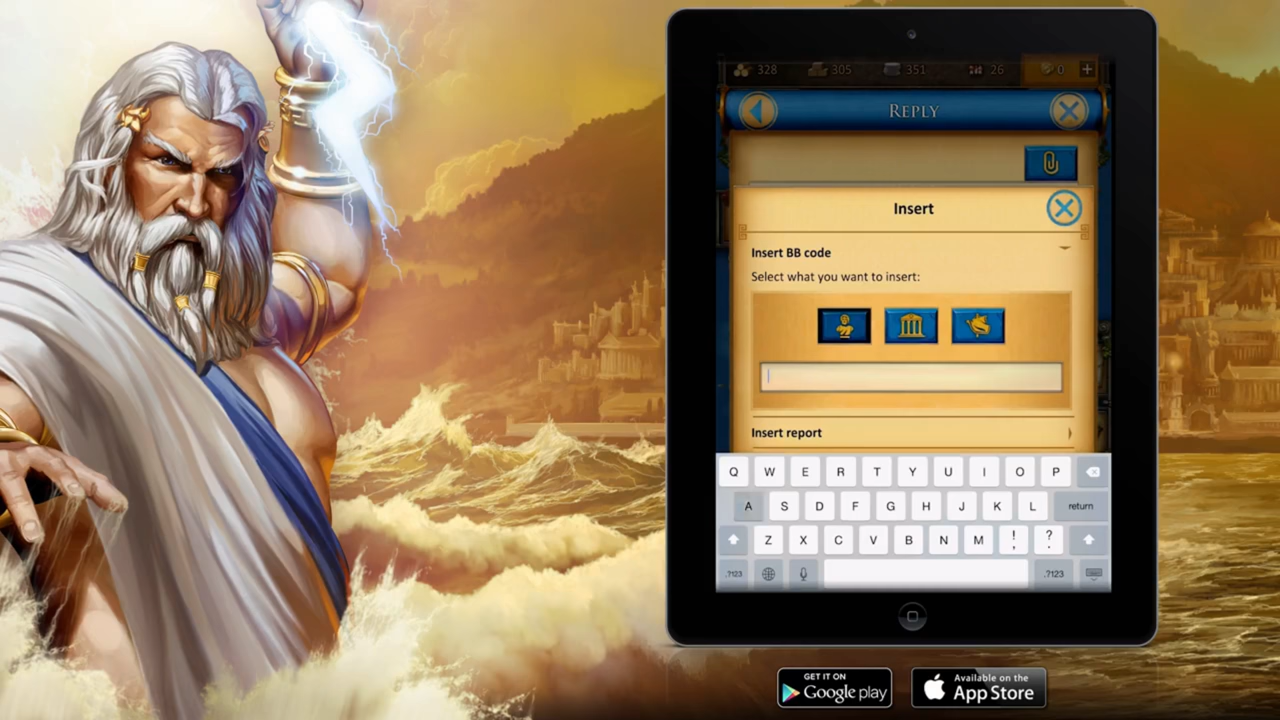 328 305 351 26 0 +
REPLY
Insert
Insert BB code
Select what you want to insert:
Insert report
Q W E R T Y U I O P
A S D F G H J K L return
Z X C V B N M ! , ? .
.?123 .?123
GET IT ON
Google play
Available on the
App Store